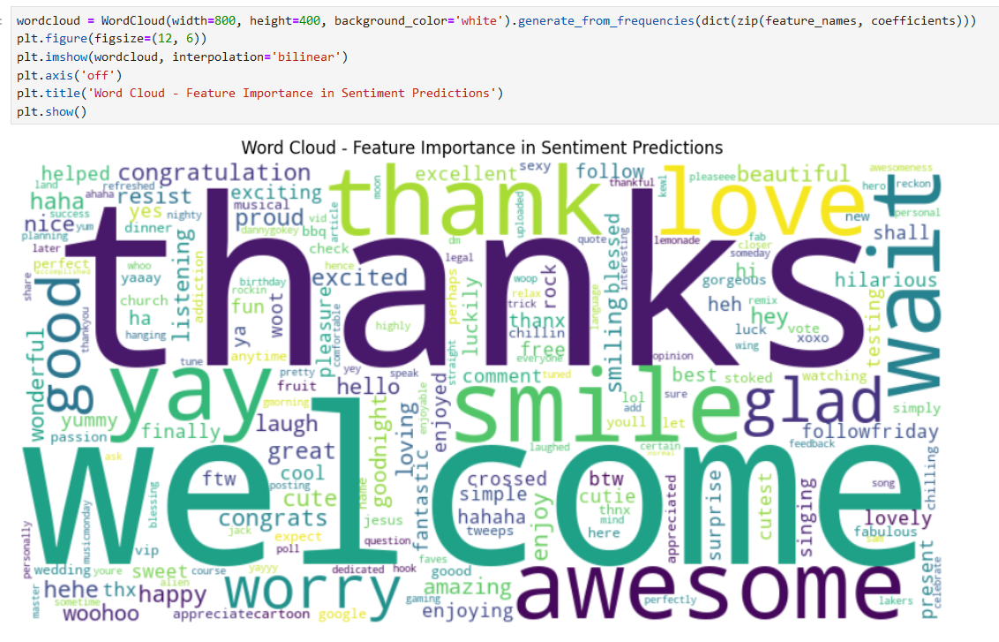 wordcloud = WordCloud(width=800, height=400, background_color='white').generate_from_frequencies(dict(zip(feature_names, coefficients)))
plt.figure(figsize=(12, 6))
plt.imshow(wordcloud, interpolation='bilinear')
plt.axis('off')
plt.title('Word Cloud - Feature Importance in Sentiment Predictions')
plt.show()
Word Cloud - Feature Importance in Sentiment Predictions
helped
congratulation
excellent
sexy
follow
pleaseee
beautiful
awesomeness
land
refreshed
moon
thank
thankful
kewl
love
hero
reckon
haha
ahaha
resist
exciting
musical
article
uploaded
wait
success
yes
nighty
proud
vid
new
personal
nice
yum
dinner
dannygokey
bbq
dm
quote
lemonade
fab
closer
shall
planning
later
thanks
check
legal
interesting
someday
perfect
accomplished
whoo
hence
excited
woop
rock
smiling
blessed
hi
hilarious
share
yaaay
listening
addiction
birthday
rockin
perhaps
luckily
relax
trick
language
gorgeous
heh
remix
good
church
fun
woot
pleasure
comfortable
thanx
hey
testing
ha
ya
highly
chillin
luck
vote
thankyou
hanging
free
wing
xoxo
wonderful
tune
anytime
straight
everyone
opinion
yay
pretty
yey
speak
comment
tuned
best
stoked
watching
fruit
hello
enjoyed
smile
lol
sure
glad
gmorning
enjoyable
add
simply
yummy
finally
laugh
goodnight
loving
youll
let
followfriday
passion
great
laughed
certain
normal
feedback
welcome
ask
ftw
cool
posting
fantastic
crossed
btw
song
chilling
cute
name
simple
cutie
appreciated
surprise
cutest
singing
blessing
congrats
jesus
hahaha
enjoy
thnx
mind
lovely
musicmonday
jack
expect
question
tweeps
here
fabulous
personally
vip
poll
sam
wedding
youre
sweet
course
yayyy
dedicated
hook
faves
goood
awesome
present
celebrate
hehe
thx
happy
alien
worry
amazing
perfectly
master
sometime
gaming
lakers
woohoo
appreciate
cartoon
google
enjoying